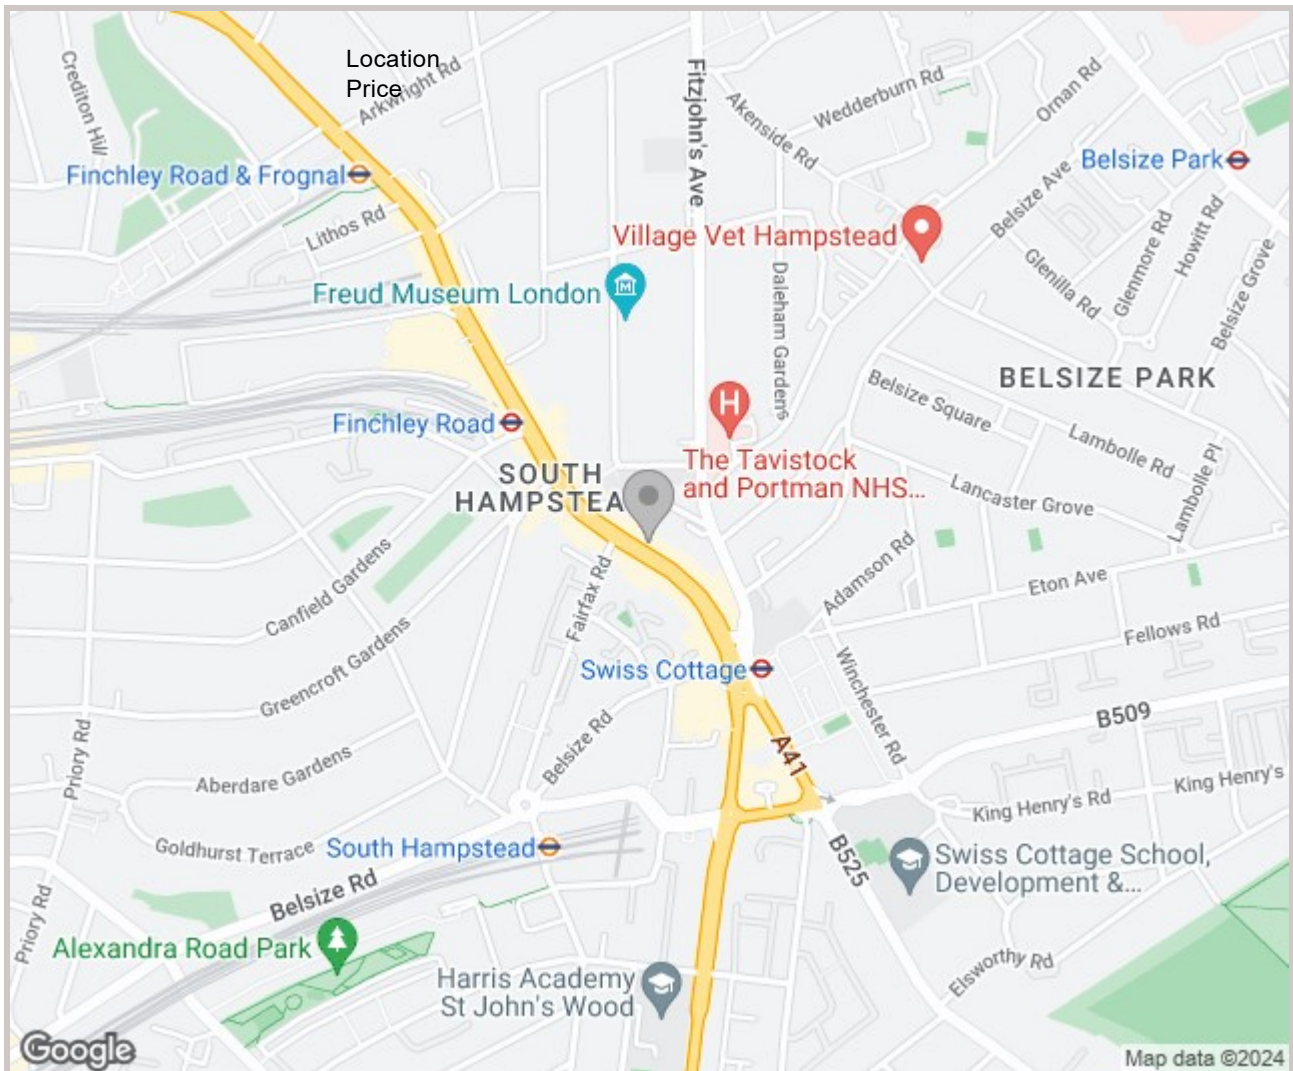 Location
Price
Arkwright Rd
Crediton Hill
Fitzjohn's Ave
Akenside Rd
Wedderburn Rd
Ornan Rd
Belsize Park
Finchley Road & Frognal
Lithos Rd
Belsize Ave
Howitt Rd
Glenmore Rd
Village Vet Hampstead
Glenilla Rd
Belsize Grove
Freud Museum London
Daleham Gardens
BELSIZE PARK
Belsize Square
Finchley Road
H
Lambolle Rd
Lambolle Pl
The Tavistock
and Portman NHS...
SOUTH
HAMPSTEA
Lancaster Grove
Adamson Rd
Eton Ave
Canfield Gardens
Fairfax Rd
Fellows Rd
Greencroft Gardens
Swiss Cottage
Winchester Rd
B509
Belsize Rd
A41
Priory Rd
Aberdare Gardens
King Henry's
King Henry's Rd
Goldhurst Terrace
South Hampstead
B525
Swiss Cottage School,
Development &...
Belsize Rd
Priory Rd
Alexandra Road Park
Harris Academy
St John's Wood
Elsworthy Rd
Google
Map data ©2024